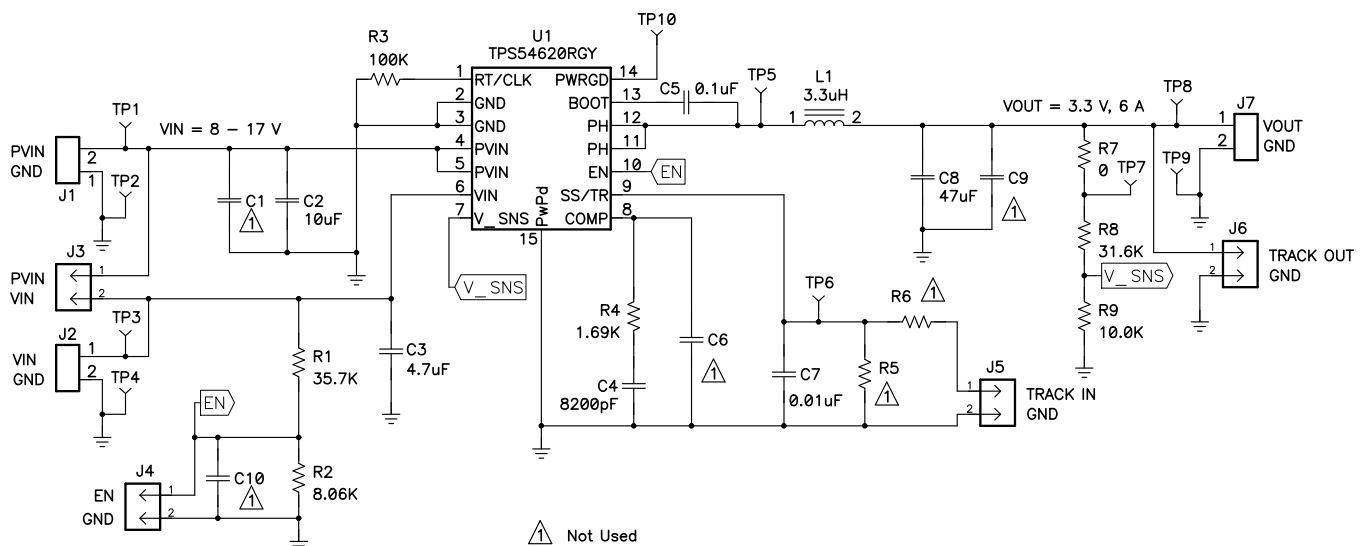 TP10
U1
TPS54620RGY
R3
100K
1 RT/CLK PWRGD 14
2 GND BOOT 13
3 GND PH 12
4 PVIN PH 11
5 PVIN EN 10 EN
6 VIN SS/TR 9
7 V_SNS COMP 8
PwPd
15
V_SNS
C5 0.1uF
TP5
L1
3.3uH
1 2
VOUT = 3.3 V, 6 A
TP8
J7
1 VOUT
2 GND
TP9
TP1
VIN = 8 – 17 V
PVIN 2
GND 1
J1
TP2
C1
1
C2
10uF
C8
47uF
C9
1
R7
0
TP7
R8
31.6K
V_SNS
R9
10.0K
J6
1 TRACK OUT
2 GND
J3
PVIN 1
VIN 2
J2
TP3
VIN 1
GND 2
TP4
R1
35.7K
C3
4.7uF
R4
1.69K
C4
8200pF
C6
1
TP6
R6
1
C7
0.01uF
R5
1
J5
1 TRACK IN
2 GND
EN
J4
EN 1
GND 2
C10
1
R2
8.06K
1 Not Used